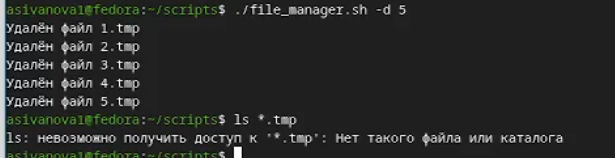 asivanova1@fedora:~/scripts$ ./file_manager.sh -d 5
Удалён файл 1.tmp
Удалён файл 2.tmp
Удалён файл 3.tmp
Удалён файл 4.tmp
Удалён файл 5.tmp
asivanova1@fedora:~/scripts$ ls *.tmp
ls: невозможно получить доступ к '*.tmp': Нет такого файла или каталога
asivanova1@fedora:~/scripts$